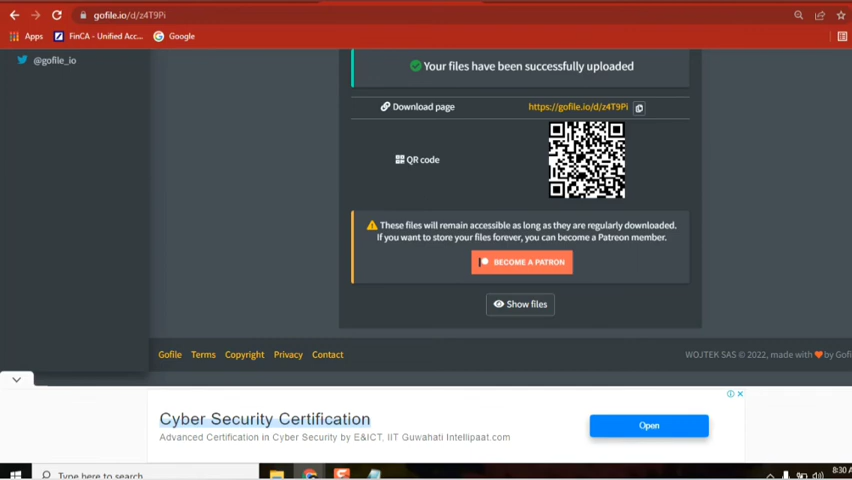 gofile.io/d/z4T9Pi
Apps FinCA - Unified Acc... Google
@gofile_io
Your files have been successfully uploaded
Download page https://gofile.io/d/z4T9Pi
QR code
These files will remain accessible as long as they are regularly downloaded.
If you want to store your files forever, you can become a Patreon member.
BECOME A PATRON
Show files
Gofile Terms Copyright Privacy Contact
WOJTEK SAS © 2022, made with by Gofi
Cyber Security Certification
Advanced Certification in Cyber Security by E&ICT, IIT Guwahati Intellipaat.com
Open
Type here to search
8:30 A